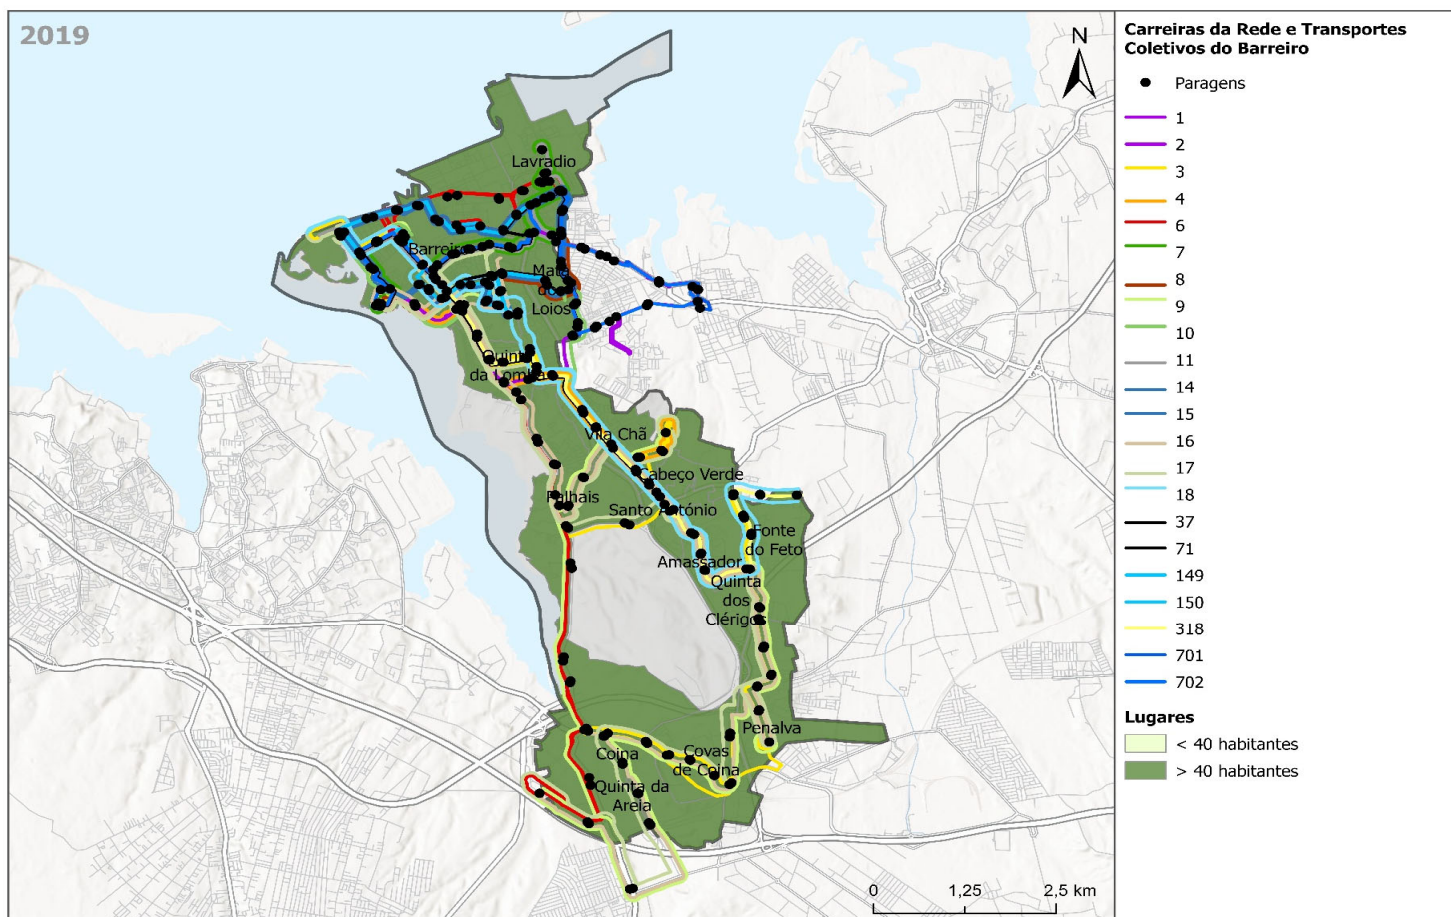 2019
Carreiras da Rede e Transportes
Coletivos do Barreiro
N
Paragens
1
2
3
4
6
7
8
9
10
11
14
15
16
17
18
37
71
149
150
318
701
702
Lugares
< 40 habitantes
> 40 habitantes
Lavradio
Barreiro
Mata
dos
Loios
Quinta
da Lomba
Vila Chã
Cabeço Verde
Palhais
Santo António
Fonte
do Feto
Amassador
Quinta
dos
Clérigos
Penalva
Coina
Covas
de Coina
Quinta da
Areia
0 1,25 2,5 km